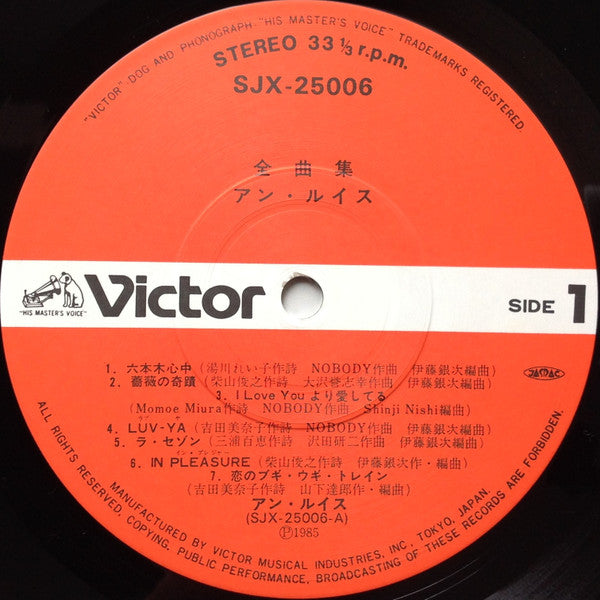 "VICTOR"-DOG AND PHONOGRAPH-"HIS MASTER'S VOICE" TRADEMARKS REGISTERED.
STEREO 33 1/3 r.p.m.
SJX-25006
全曲集
アン・ルイス
"HIS MASTER'S VOICE"
Victor
SIDE 1
JASRAC
1. 六本木心中 (湯川れい子作詩 NOBODY作曲 伊藤銀次編曲)
2. 薔薇の奇蹟 (柴山俊之作詩 大沢誉志幸作曲 伊藤銀次編曲)
3. I Love You より愛してる
(Momoe Miura作詩 NOBODY作曲 Shinji Nishi編曲)
ラ ヴ ヤ
4. LUV-YA (吉田美奈子作詩 NOBODY作曲 伊藤銀次編曲)
5. ラ・セゾン (三浦百恵作詩 沢田研二作曲 伊藤銀次編曲)
イン・プレジャー
6. IN PLEASURE (柴山俊之作詩 伊藤銀次作・編曲)
7. 恋のブギ・ウギ・トレイン
(吉田美奈子作詩 山下達郎作・編曲)
アン・ルイス
(SJX-25006-A)
Ⓟ1985
ALL RIGHTS RESERVED, COPYING, PUBLIC PERFORMANCE, BROADCASTING OF THESE RECORDS ARE FORBIDDEN.
MANUFACTURED BY VICTOR MUSICAL INDUSTRIES, INC., TOKYO, JAPAN.